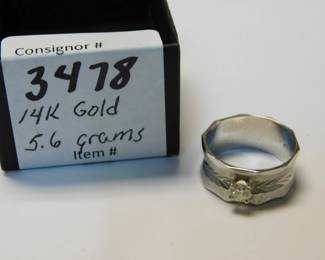 Consignor #
3478
14K Gold
5.6 grams
Item #